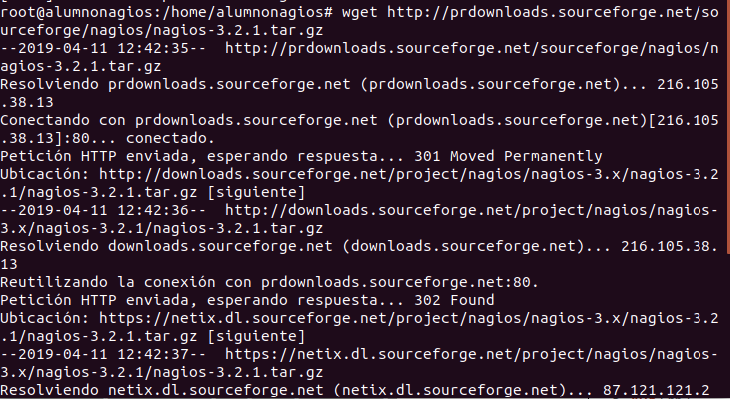 root@alumnonagios:/home/alumnonagios# wget http://prdownloads.sourceforge.net/so
urceforge/nagios/nagios-3.2.1.tar.gz
--2019-04-11 12:42:35--  http://prdownloads.sourceforge.net/sourceforge/nagios/n
agios-3.2.1.tar.gz
Resolviendo prdownloads.sourceforge.net (prdownloads.sourceforge.net)... 216.105
.38.13
Conectando con prdownloads.sourceforge.net (prdownloads.sourceforge.net)[216.105
.38.13]:80... conectado.
Petición HTTP enviada, esperando respuesta... 301 Moved Permanently
Ubicación: http://downloads.sourceforge.net/project/nagios/nagios-3.x/nagios-3.2
.1/nagios-3.2.1.tar.gz [siguiente]
--2019-04-11 12:42:36--  http://downloads.sourceforge.net/project/nagios/nagios-
3.x/nagios-3.2.1/nagios-3.2.1.tar.gz
Resolviendo downloads.sourceforge.net (downloads.sourceforge.net)... 216.105.38.
13
Reutilizando la conexión con prdownloads.sourceforge.net:80.
Petición HTTP enviada, esperando respuesta... 302 Found
Ubicación: https://netix.dl.sourceforge.net/project/nagios/nagios-3.x/nagios-3.2
.1/nagios-3.2.1.tar.gz [siguiente]
--2019-04-11 12:42:37--  https://netix.dl.sourceforge.net/project/nagios/nagios-
3.x/nagios-3.2.1/nagios-3.2.1.tar.gz
Resolviendo netix.dl.sourceforge.net (netix.dl.sourceforge.net)... 87.121.121.2